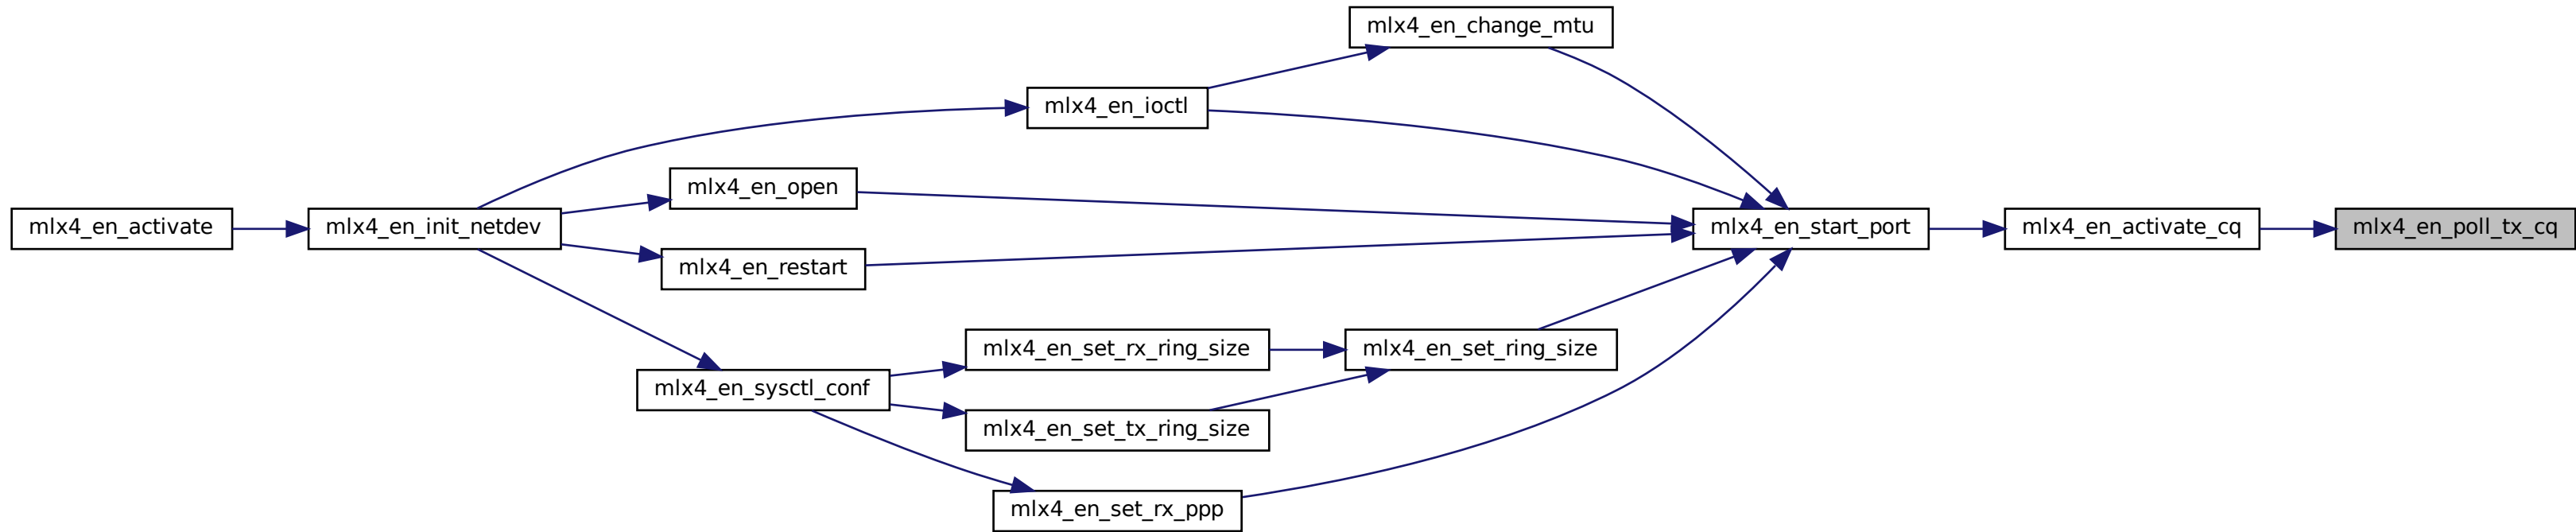 mlx4_en_change_mtu
mlx4_en_ioctl
mlx4_en_open
mlx4_en_activate
mlx4_en_init_netdev
mlx4_en_start_port
mlx4_en_activate_cq
mlx4_en_poll_tx_cq
mlx4_en_restart
mlx4_en_set_rx_ring_size
mlx4_en_set_ring_size
mlx4_en_sysctl_conf
mlx4_en_set_tx_ring_size
mlx4_en_set_rx_ppp